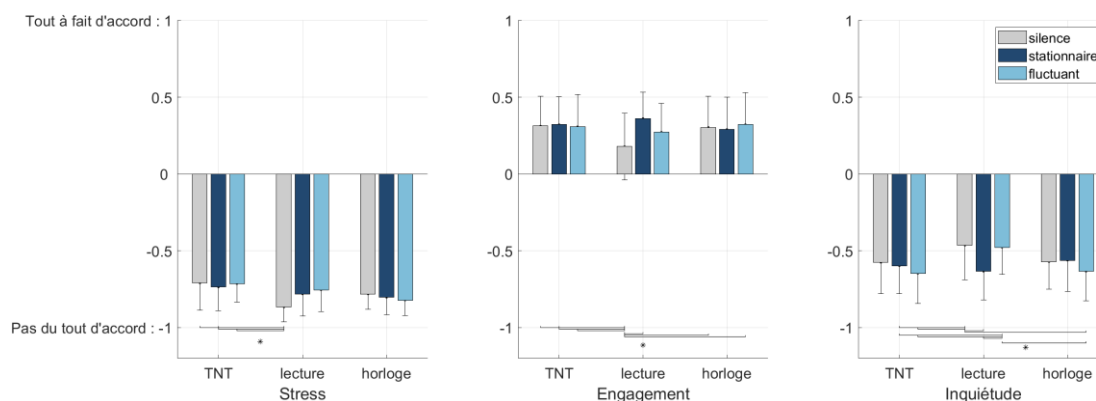 Tout à fait d'accord : 1
0.5
0
-0.5
Pas du tout d'accord : -1
*
TNT lecture horloge
Stress
1
0.5
0
-0.5
-1
*
TNT lecture horloge
Engagement
1
0.5
0
-0.5
-1
*
TNT lecture horloge
Inquiétude
silence
stationnaire
fluctuant